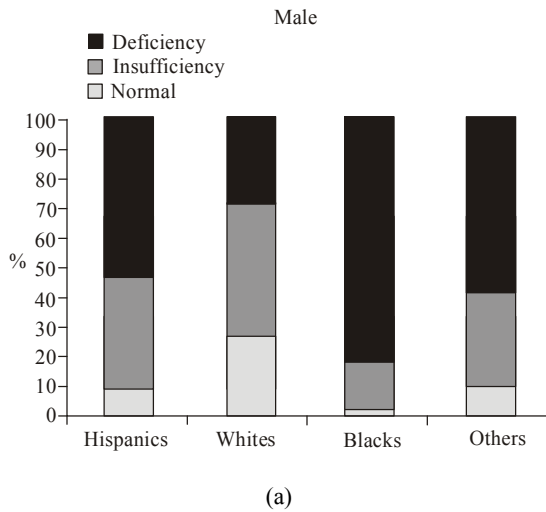 Male
Deficiency
Insufficiency
Normal
100
90
80
70
60
50
40
30
20
10
0
%
Hispanics Whites Blacks Others
(a)